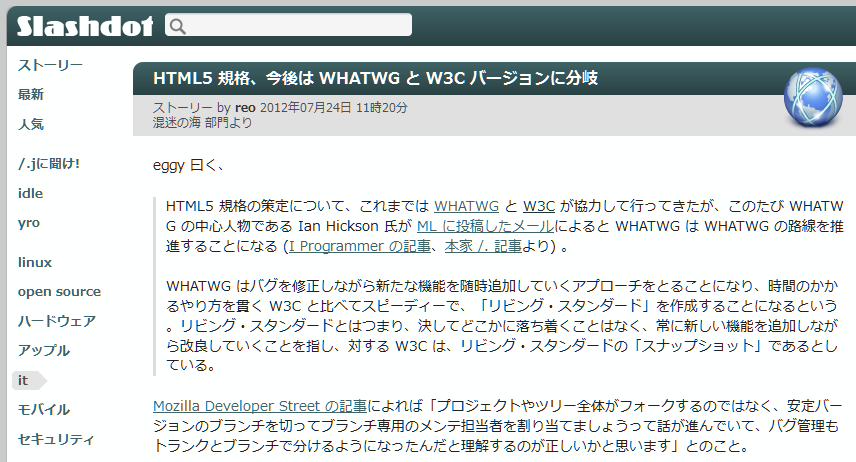 Slashdot
ストーリー
最新
人気
/.jに聞け!
idle
yro
linux
open source
ハードウェア
アップル
it
モバイル
セキュリティ
HTML5 規格、今後は WHATWG と W3C バージョンに分岐
ストーリー by reo 2012年07月24日 11時20分
混迷の海 部門より
eggy 曰く、
HTML5 規格の策定について、これまでは WHATWG と W3C が協力して行ってきたが、このたび WHATW
G の中心人物である Ian Hickson 氏が ML に投稿したメールによると WHATWG は WHATWG の路線を推
進することになる (I Programmer の記事、本家 /. 記事より) 。
WHATWG はバグを修正しながら新たな機能を随時追加していくアプローチをとることになり、時間のかか
るやり方を貫く W3C と比べてスピーディーで、「リビング・スタンダード」を作成することになるという
。リビング・スタンダードとはつまり、決してどこかに落ち着くことはなく、常に新しい機能を追加しなが
ら改良していくことを指し、対する W3C は、リビング・スタンダードの「スナップショット」であるとし
ている。
Mozilla Developer Street の記事によれば「プロジェクトやツリー全体がフォークするのではなく、安定バー
ジョンのブランチを切ってブランチ専用のメンテ担当者を割り当てましょうって話が進んでいて、バグ管理も
トランクとブランチで分けるようになったんだと理解するのが正しいかと思います」とのこと。